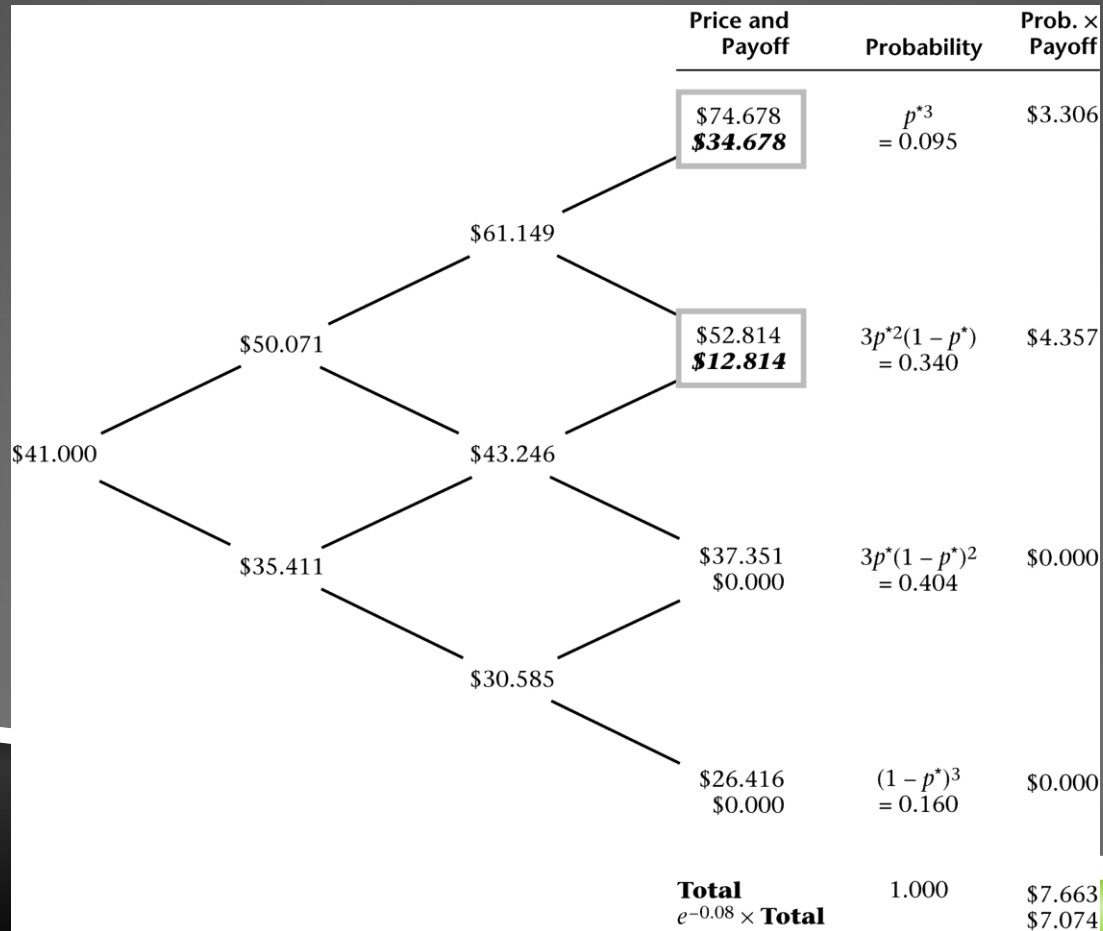 Price and Payoff Probability Prob. × Payoff
$74.678 p*3 $3.306
$34.678 = 0.095
$61.149
$52.814 3p*2(1 – p*) $4.357
$12.814 = 0.340
$50.071
$41.000 $43.246
$37.351 3p*(1 – p*)2 $0.000
$0.000 = 0.404
$35.411
$30.585
$26.416 (1 – p*)3 $0.000
$0.000 = 0.160
Total 1.000 $7.663
e–0.08 × Total $7.074